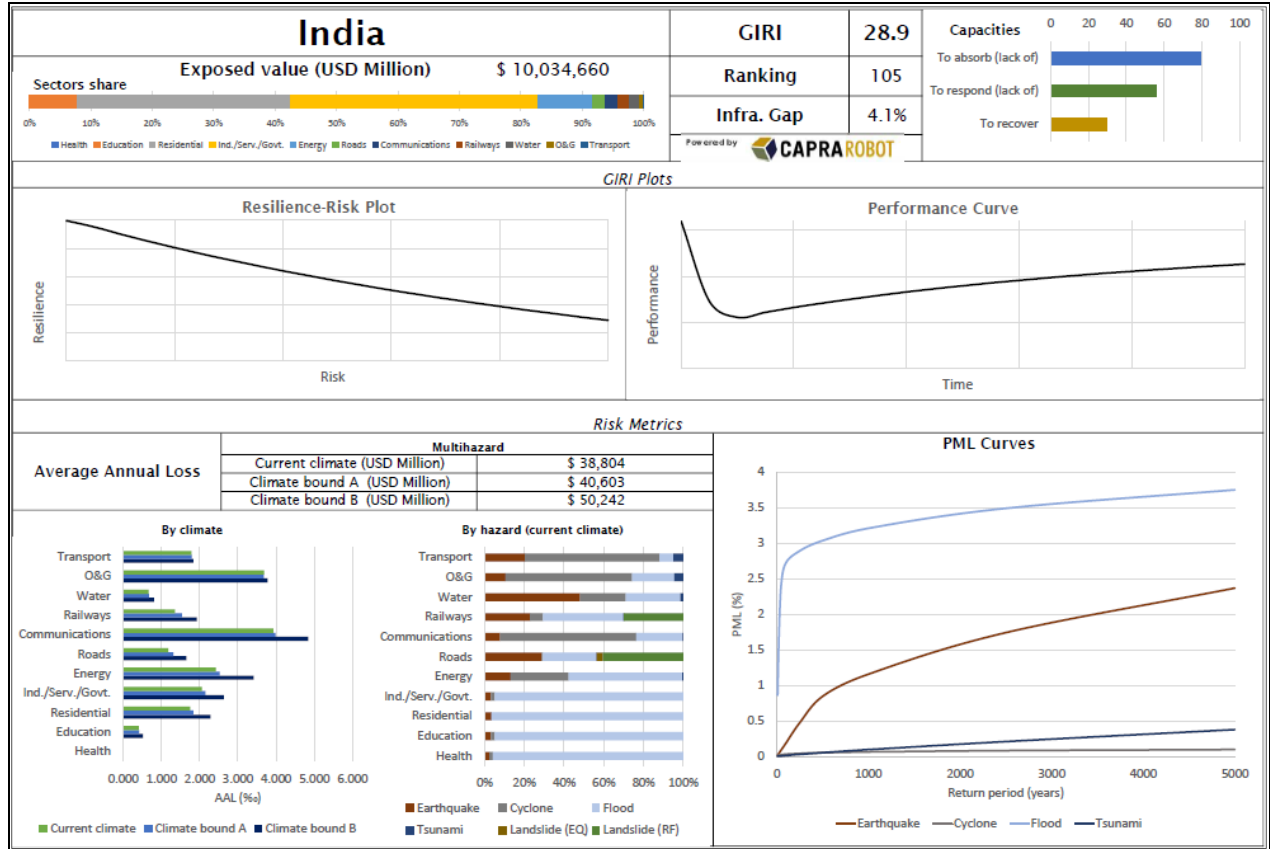 India
Exposed value (USD Million) $ 10,034,660
Sectors share
0% 10% 20% 30% 40% 50% 60% 70% 80% 90% 100%
Health Education Residential Ind./Serv./Govt. Energy Roads Communications Railways Water O&G Transport
GIRI 28.9
Ranking 105
Infra. Gap 4.1%
Powered by CAPRA ROBOT
Capacities
0 20 40 60 80 100
To absorb (lack of)
To respond (lack of)
To recover
GIRI Plots
Resilience-Risk Plot
Resilience
Risk
Performance Curve
Performance
Time
Risk Metrics
Average Annual Loss
Multihazard
Current climate (USD Million) $ 38,804
Climate bound A (USD Million) $ 40,603
Climate bound B (USD Million) $ 50,242
By climate
Transport
O&G
Water
Railways
Communications
Roads
Energy
Ind./Serv./Govt.
Residential
Education
Health
0.000 1.000 2.000 3.000 4.000 5.000 6.000
AAL (‰)
Current climate Climate bound A Climate bound B
By hazard (current climate)
Transport
O&G
Water
Railways
Communications
Roads
Energy
Ind./Serv./Govt.
Residential
Education
Health
0% 20% 40% 60% 80% 100%
Earthquake Cyclone Flood
Tsunami Landslide (EQ) Landslide (RF)
PML Curves
4
3.5
3
2.5
2
1.5
1
0.5
0
PML (%)
0 1000 2000 3000 4000 5000
Return period (years)
Earthquake Cyclone Flood Tsunami